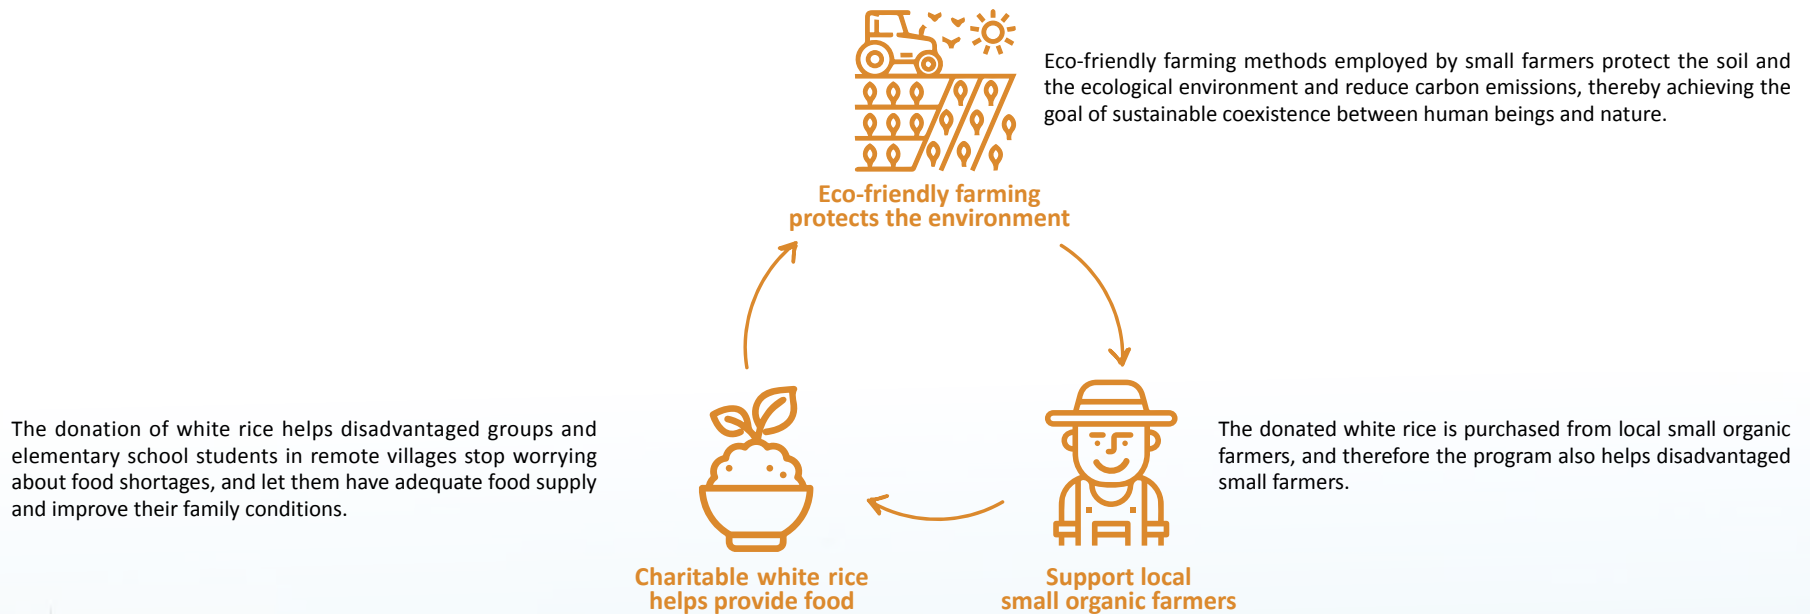 Eco-friendly farming methods employed by small farmers protect the soil and
the ecological environment and reduce carbon emissions, thereby achieving the
goal of sustainable coexistence between human beings and nature.
Eco-friendly farming
protects the environment
The donation of white rice helps disadvantaged groups and
elementary school students in remote villages stop worrying
about food shortages, and let them have adequate food supply
and improve their family conditions.
The donated white rice is purchased from local small organic
farmers, and therefore the program also helps disadvantaged
small farmers.
Charitable white rice
helps provide food
Support local
small organic farmers